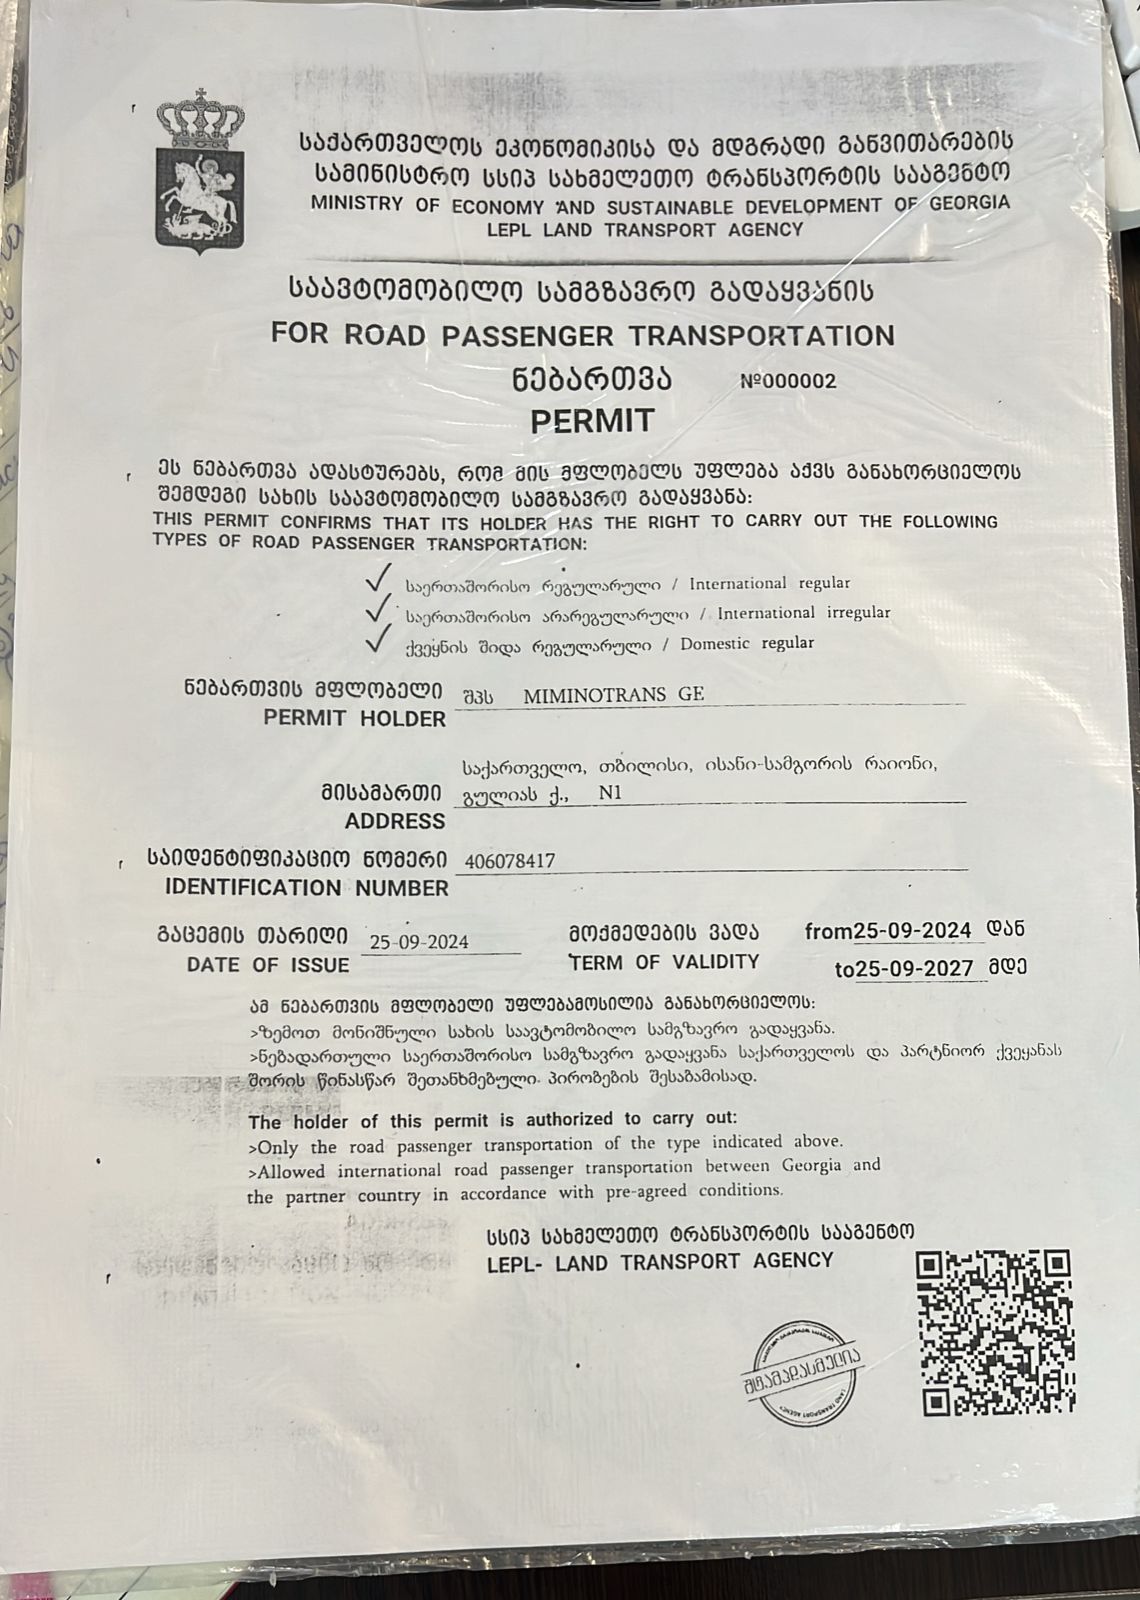 ᲡᲐᲥᲐᲠᲗᲕᲔᲚᲝᲡ ᲔᲙᲝᲜᲝᲛᲘᲙᲘᲡᲐ ᲓᲐ ᲛᲓᲒᲠᲐᲓᲘ ᲒᲐᲜᲕᲘᲗᲐᲠᲔᲑᲘᲡ
ᲡᲐᲛᲘᲜᲘᲡᲢᲠᲝ ᲡᲡᲘᲞ ᲡᲐᲮᲛᲔᲚᲔᲗᲝ ᲢᲠᲐᲜᲡᲞᲝᲠᲢᲘᲡ ᲡᲐᲐᲒᲔᲜᲢᲝ
MINISTRY OF ECONOMY AND SUSTAINABLE DEVELOPMENT OF GEORGIA
LEPL LAND TRANSPORT AGENCY
ᲡᲐᲐᲕᲢᲝᲛᲝᲑᲘᲚᲝ ᲡᲐᲛᲒᲖᲐᲕᲠᲝ ᲒᲐᲓᲐᲧᲕᲐᲜᲘᲡ
FOR ROAD PASSENGER TRANSPORTATION
ᲜᲔᲑᲐᲠᲗᲕᲐ №000002
PERMIT
ᲔᲡ ᲜᲔᲑᲐᲠᲗᲕᲐ ᲐᲓᲐᲡᲢᲣᲠᲔᲑᲡ, ᲠᲝᲛ ᲛᲘᲡ ᲛᲤᲚᲝᲑᲔᲚᲡ ᲣᲤᲚᲔᲑᲐ ᲐᲥᲕᲡ ᲒᲐᲜᲐᲮᲝᲠᲪᲘᲔᲚᲝᲡ
ᲨᲔᲛᲓᲔᲒᲘ ᲡᲐᲮᲘᲡ ᲡᲐᲐᲕᲢᲝᲛᲝᲑᲘᲚᲝ ᲡᲐᲛᲒᲖᲐᲕᲠᲝ ᲒᲐᲓᲐᲧᲕᲐᲜᲐ:
THIS PERMIT CONFIRMS THAT ITS HOLDER HAS THE RIGHT TO CARRY OUT THE FOLLOWING
TYPES OF ROAD PASSENGER TRANSPORTATION:
✓ საერთაშორისო რეგულარული / International regular
✓ საერთაშორისო არარეგულარული / International irregular
✓ ქვეყნის შიდა რეგულარული / Domestic regular
ᲜᲔᲑᲐᲠᲗᲕᲘᲡ ᲛᲤᲚᲝᲑᲔᲚᲘ შპს MIMINOTRANS GE
PERMIT HOLDER
საქართველო, თბილისი, ისანი-სამგორის რაიონი,
ᲛᲘᲡᲐᲛᲐᲠᲗᲘ გულიას ქ., N1
ADDRESS
ᲡᲐᲘᲓᲔᲜᲢᲘᲤᲘᲙᲐᲪᲘᲝ ᲜᲝᲛᲔᲠᲘ 406078417
IDENTIFICATION NUMBER
ᲒᲐᲪᲔᲛᲘᲡ ᲗᲐᲠᲘᲦᲘ 25-09-2024 ᲛᲝᲥᲛᲔᲓᲔᲑᲘᲡ ᲕᲐᲓᲐ from25-09-2024 ᲓᲐᲜ
DATE OF ISSUE TERM OF VALIDITY to25-09-2027 ᲛᲓᲔ
ᲐᲛ ᲜᲔᲑᲐᲠᲗᲕᲘᲡ ᲛᲤᲚᲝᲑᲔᲚᲘ ᲣᲤᲚᲔᲑᲐᲛᲝᲡᲘᲚᲘᲐ ᲒᲐᲜᲐᲮᲝᲠᲪᲘᲔᲚᲝᲡ:
>ზემოთ მონიშნული სახის საავტომობილო სამგზავრო გადაყვანა.
>ნებადართული საერთაშორისო სამგზავრო გადაყვანა საქართველოს და პარტნიორ ქვეყანას
შორის წინასწარ შეთანხმებული პირობების შესაბამისად.
The holder of this permit is authorized to carry out:
>Only the road passenger transportation of the type indicated above.
>Allowed international road passenger transportation between Georgia and
the partner country in accordance with pre-agreed conditions.
ᲡᲡᲘᲞ ᲡᲐᲮᲛᲔᲚᲔᲗᲝ ᲢᲠᲐᲜᲡᲞᲝᲠᲢᲘᲡ ᲡᲐᲐᲒᲔᲜᲢᲝ
LEPL- LAND TRANSPORT AGENCY
ᲨᲢᲐᲛᲞᲓᲐᲡᲛᲣᲚᲘᲐ
LAND TRANSPORT AGENCY